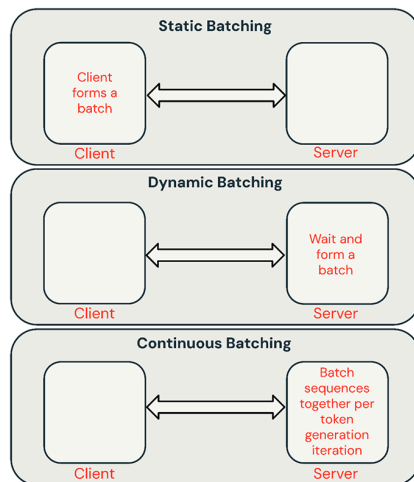 Static Batching
Client
forms a
batch
Client
Server
Dynamic Batching
Wait and
form a
batch
Client
Server
Continuous Batching
Batch
sequences
together per
token
generation
iteration
Client
Server